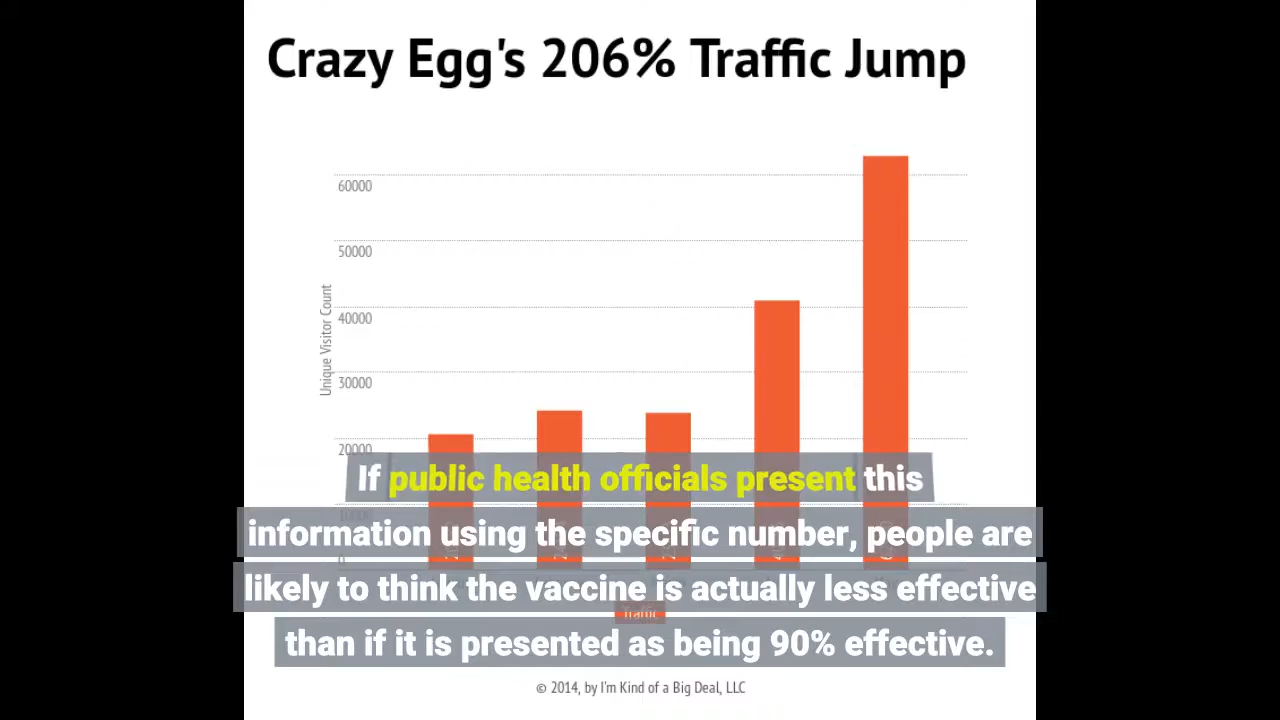 Crazy Egg's 206% Traffic Jump
60000
50000
40000
30000
20000
Unique Visitor Count
If public health officials present this
information using the specific number, people are
likely to think the vaccine is actually less effective
than if it is presented as being 90% effective.
Traffic
© 2014, by I'm Kind of a Big Deal, LLC